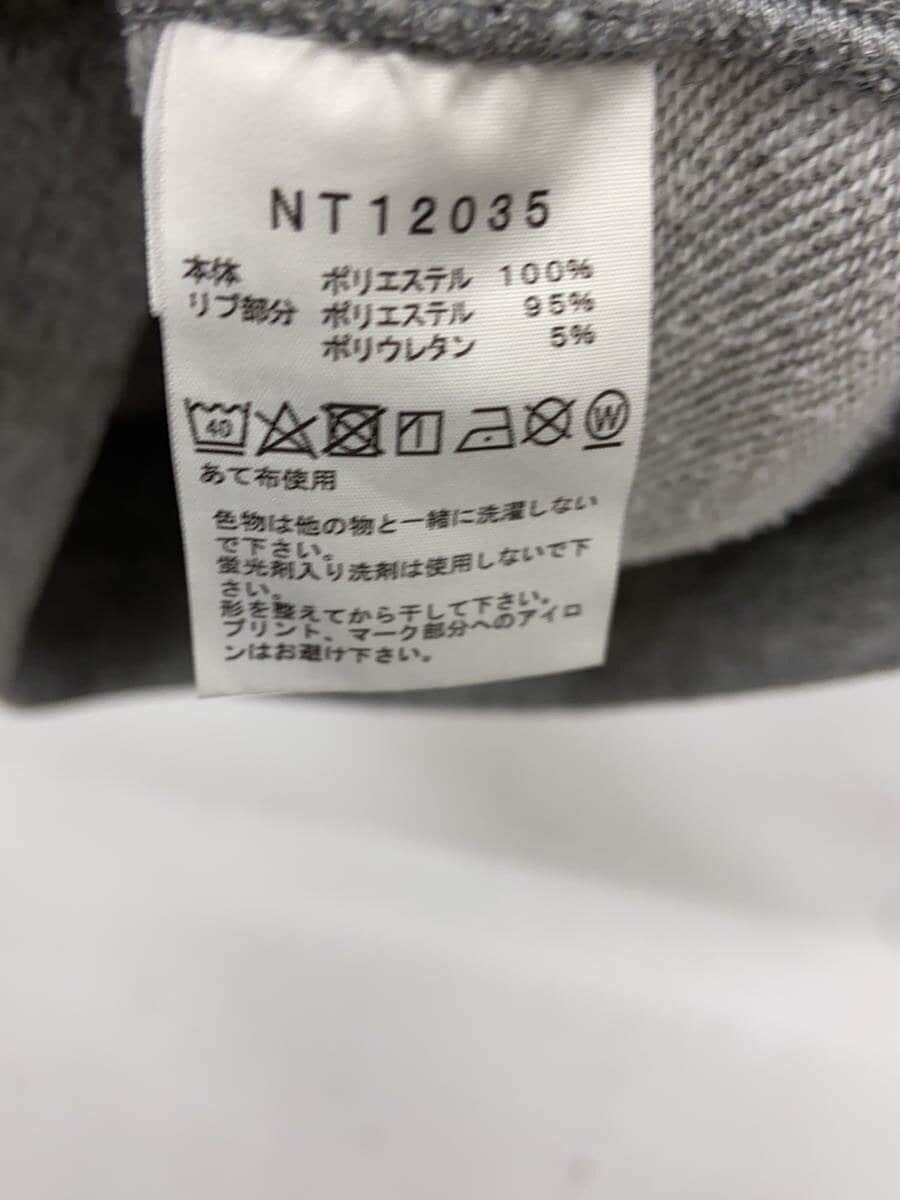 NT12035
本体 ポリエステル 100%
リブ部分 ポリエステル 95%
ポリウレタン 5%
40 W
あて布使用
色物は他の物と一緒に洗濯しない
で下さい。
蛍光剤入り洗剤は使用しないで下
さい。
形を整えてから干して下さい。
プリント、マーク部分へのアイロ
ンはお避け下さい。